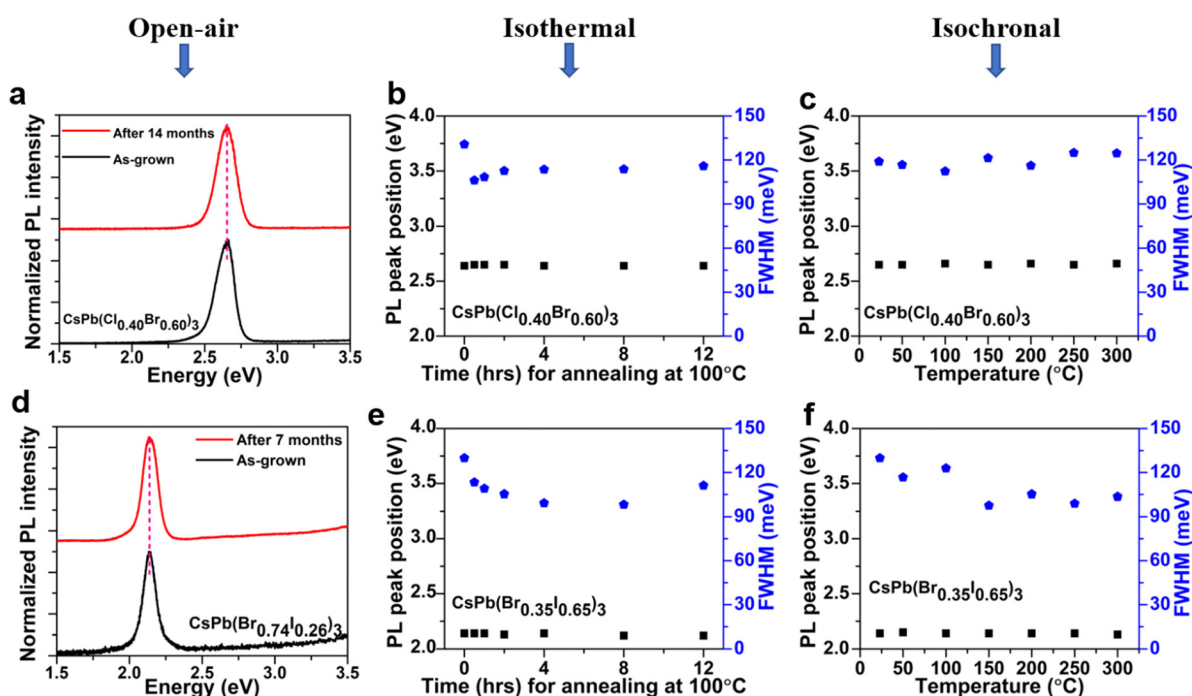 Open-air
Isothermal
Isochronal
a
Normalized PL intensity
After 14 months
As-grown
CsPb(Cl0.40Br0.60)3
1.5 2.0 2.5 3.0 3.5
Energy (eV)
b
PL peak position (eV)
4.0
3.5
3.0
2.5
2.0
CsPb(Cl0.40Br0.60)3
150
120
90
60
30
0
FWHM (meV)
0 4 8 12
Time (hrs) for annealing at 100°C
c
PL peak position (eV)
4.0
3.5
3.0
2.5
2.0
CsPb(Cl0.40Br0.60)3
150
120
90
60
30
0
FWHM (meV)
0 50 100 150 200 250 300
Temperature (°C)
d
Normalized PL intensity
After 7 months
As-grown
CsPb(Br0.74I0.26)3
1.5 2.0 2.5 3.0 3.5
Energy (eV)
e
PL peak position (eV)
4.0
3.5
3.0
2.5
2.0
CsPb(Br0.35I0.65)3
150
120
90
60
30
0
FWHM (meV)
0 4 8 12
Time (hrs) for annealing at 100°C
f
PL peak position (eV)
4.0
3.5
3.0
2.5
2.0
CsPb(Br0.35I0.65)3
150
120
90
60
30
0
FWHM (meV)
0 50 100 150 200 250 300
Temperature (°C)